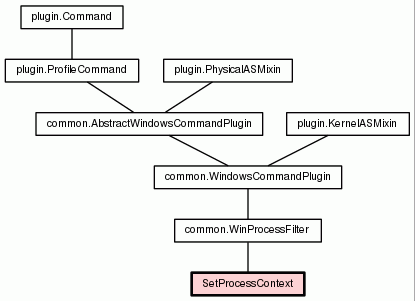 plugin.Command
plugin.ProfileCommand
plugin.PhysicalASMixin
common.AbstractWindowsCommandPlugin
plugin.KernelASMixin
common.WindowsCommandPlugin
common.WinProcessFilter
SetProcessContext